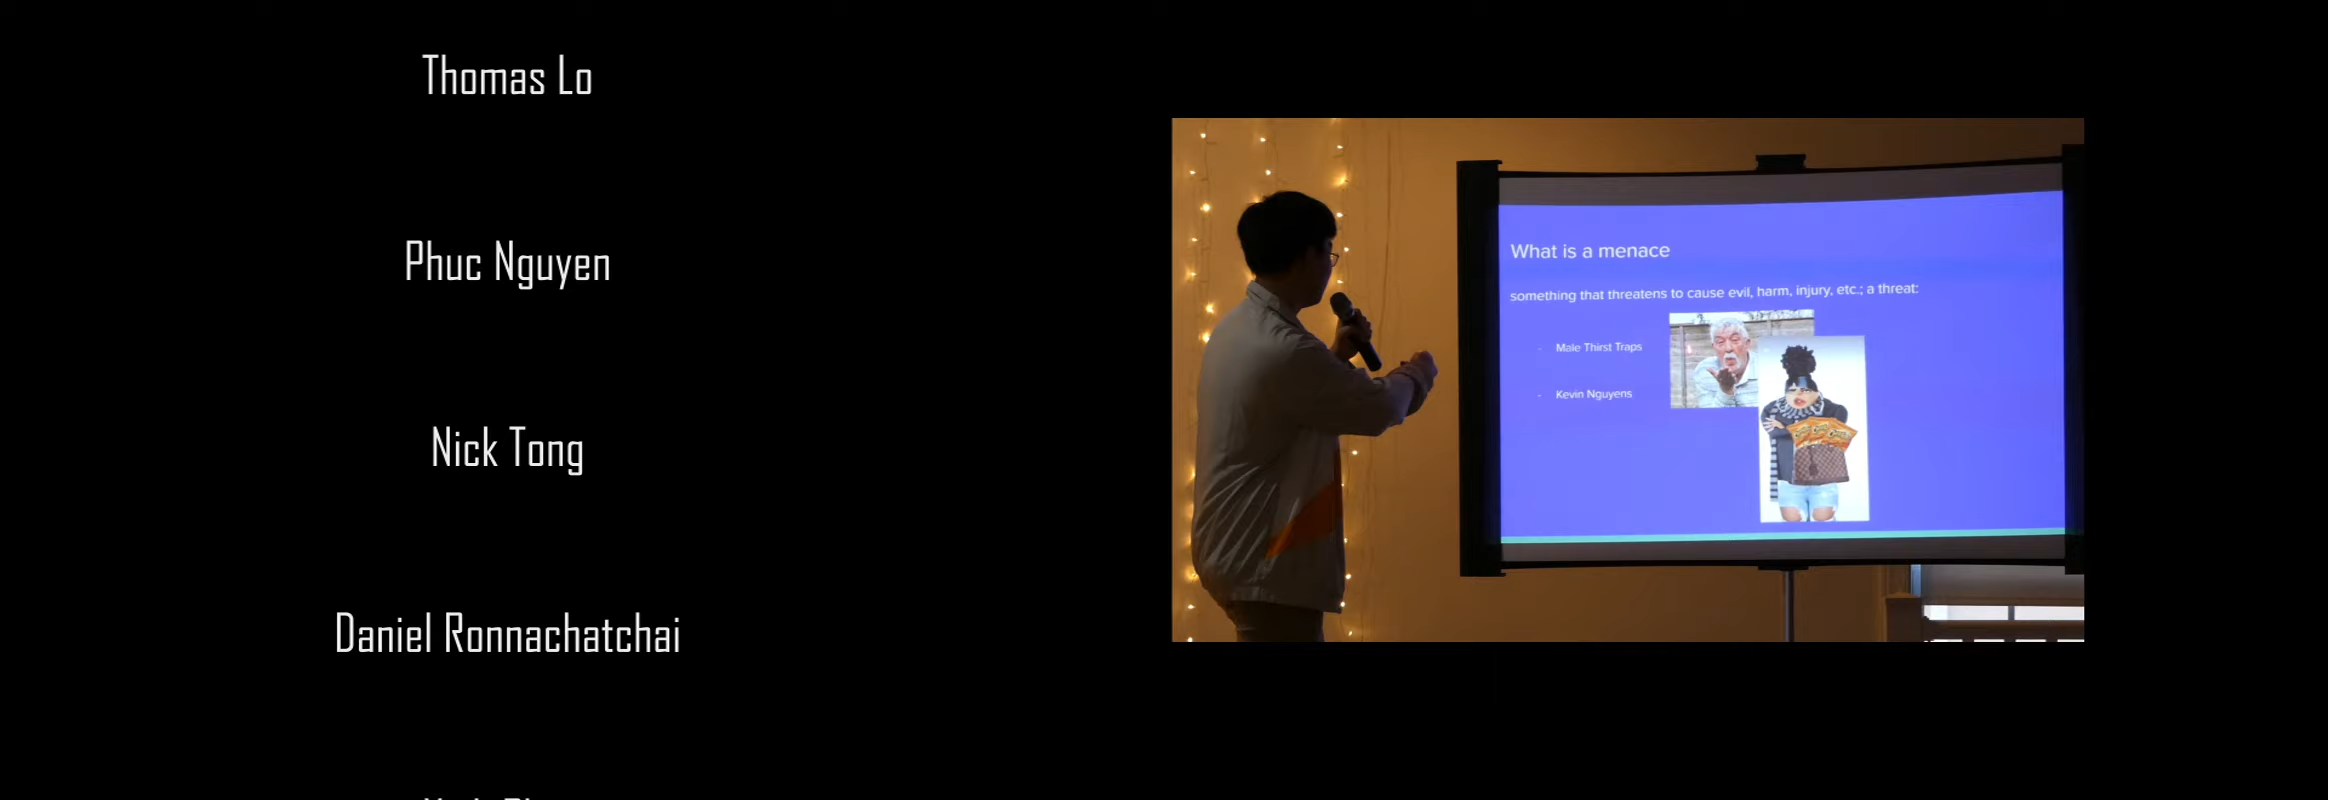 Thomas Lo
Phuc Nguyen
Nick Tong
Daniel Ronnachatchai
What is a menace
something that threatens to cause evil, harm, injury, etc.; a threat:
- Male Thirst Traps
- Kevin Nguyens